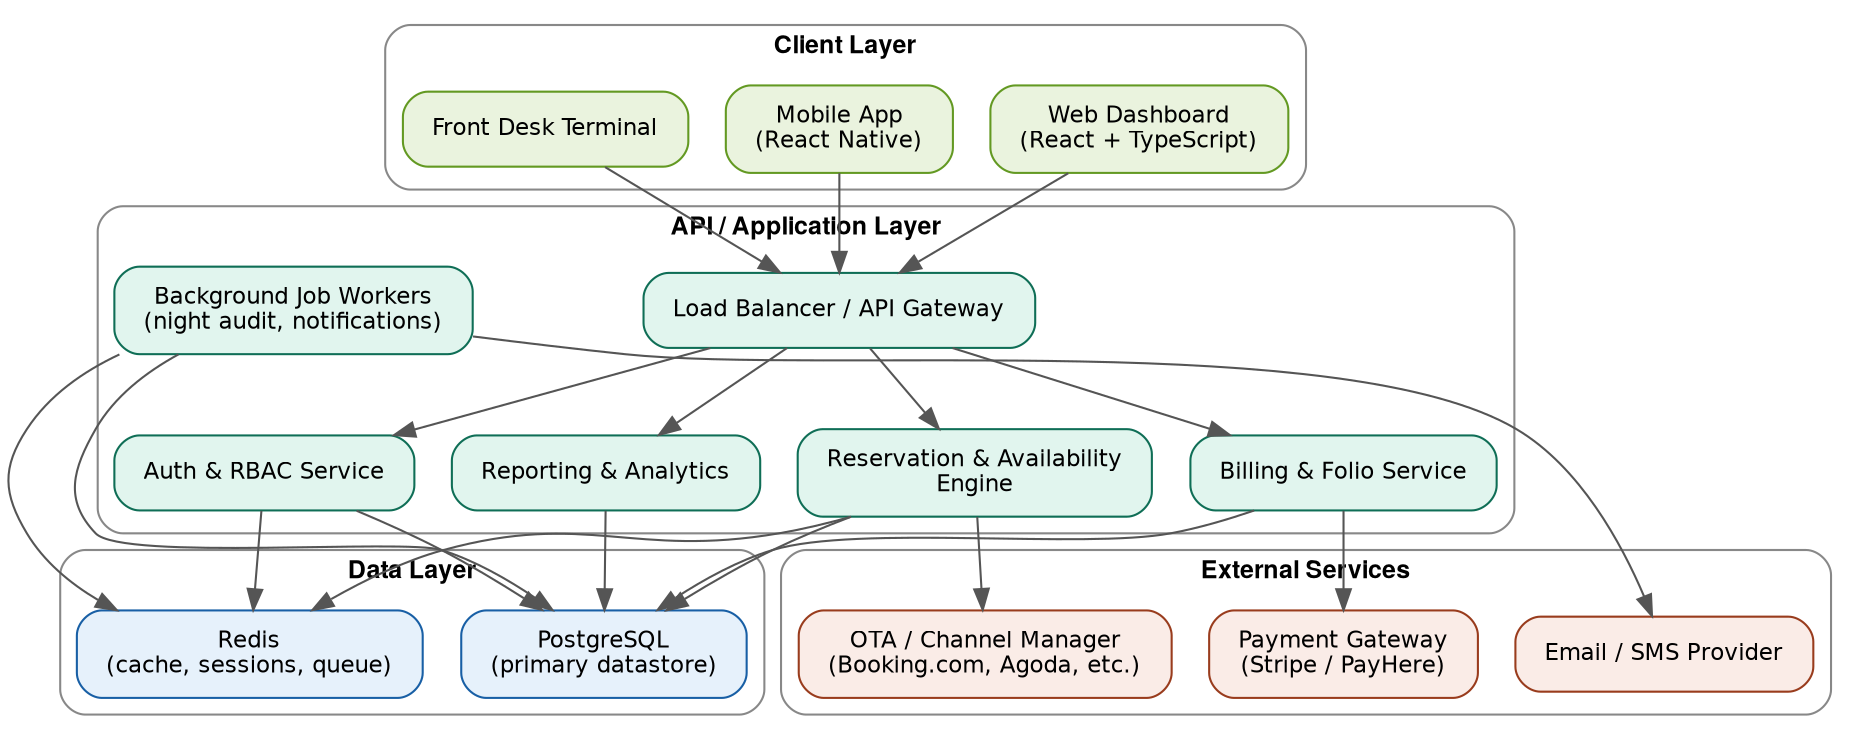 Client Layer
Front Desk Terminal
Mobile App
(React Native)
Web Dashboard
(React + TypeScript)
API / Application Layer
Background Job Workers
(night audit, notifications)
Load Balancer / API Gateway
Auth & RBAC Service
Reporting & Analytics
Reservation & Availability
Engine
Billing & Folio Service
Data Layer
Redis
(cache, sessions, queue)
PostgreSQL
(primary datastore)
External Services
OTA / Channel Manager
(Booking.com, Agoda, etc.)
Payment Gateway
(Stripe / PayHere)
Email / SMS Provider